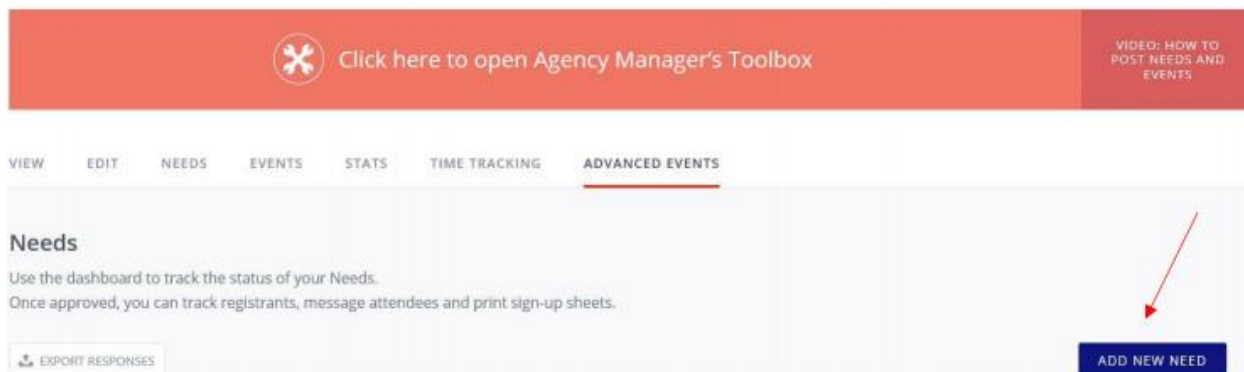 Click here to open Agency Manager's Toolbox
VIDEO: HOW TO
POST NEEDS AND
EVENTS
VIEW EDIT NEEDS EVENTS STATS TIME TRACKING ADVANCED EVENTS
Needs
Use the dashboard to track the status of your Needs.
Once approved, you can track registrants, message attendees and print sign-up sheets.
EXPORT RESPONSES
ADD NEW NEED